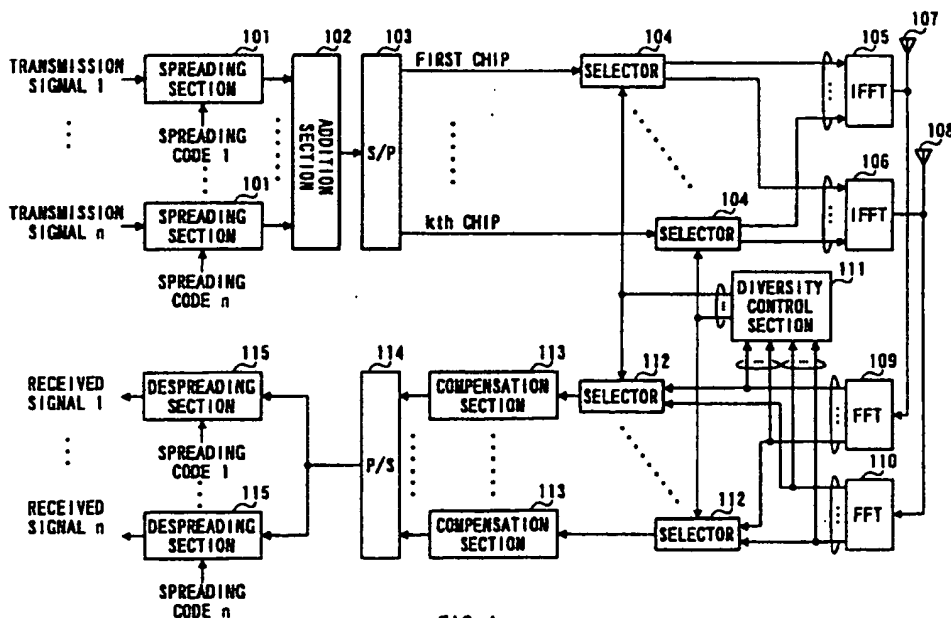 101
102
103
104
105
107
TRANSMISSION
SIGNAL 1
SPREADING
SECTION
FIRST CHIP
SELECTOR
IFFT
SPREADING
CODE 1
ADITION
SECTION
S/P
108
101
106
TRANSMISSION
SIGNAL n
SPREADING
SECTION
kth CHIP
104
SELECTOR
IFFT
SPREADING
CODE n
DIVERSITY
CONTROL
SECTION
111
115
114
113
112
109
RECEIVED
SIGNAL 1
DESPREADING
SECTION
COMPENSATION
SECTION
SELECTOR
FFT
SPREADING
CODE 1
P/S
115
113
112
110
RECEIVED
SIGNAL n
DESPREADING
SECTION
COMPENSATION
SECTION
SELECTOR
FFT
SPREADING
CODE n